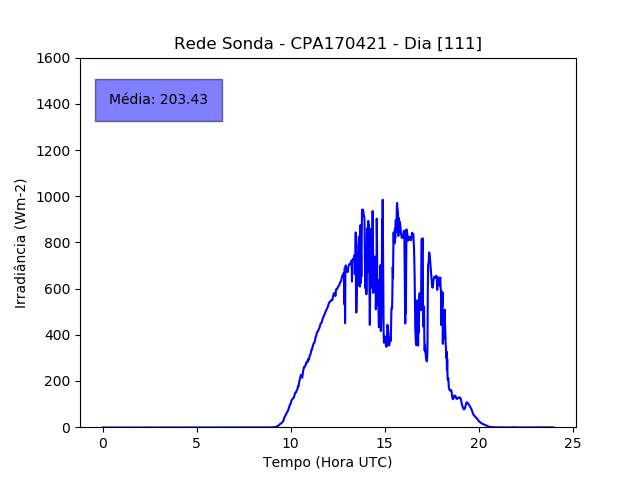 Rede Sonda - CPA170421 - Dia [111]
1600
1400
1200
1000
800
600
400
200
0
Média: 203.43
Irradiância (Wm-2)
0 5 10 15 20 25
Tempo (Hora UTC)